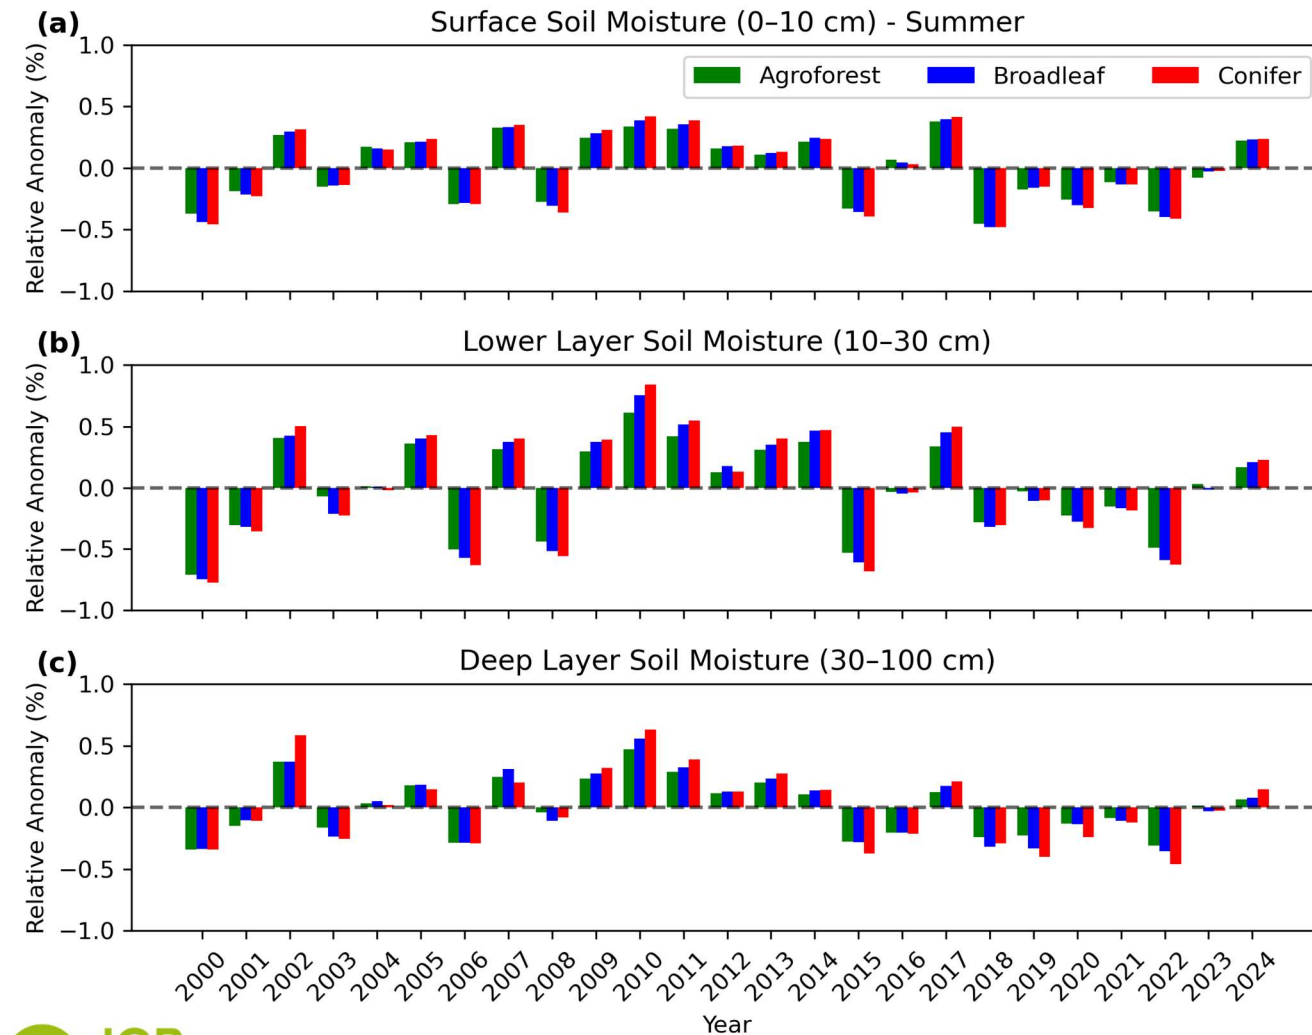 (a)
Surface Soil Moisture (0–10 cm) - Summer
Relative Anomaly (%)
1.0
0.5
0.0
−0.5
−1.0
Agroforest Broadleaf Conifer
(b)
Lower Layer Soil Moisture (10–30 cm)
Relative Anomaly (%)
1.0
0.5
0.0
−0.5
−1.0
(c)
Deep Layer Soil Moisture (30–100 cm)
Relative Anomaly (%)
1.0
0.5
0.0
−0.5
−1.0
2000 2001 2002 2003 2004 2005 2006 2007 2008 2009 2010 2011 2012 2013 2014 2015 2016 2017 2018 2019 2020 2021 2022 2023 2024
Year